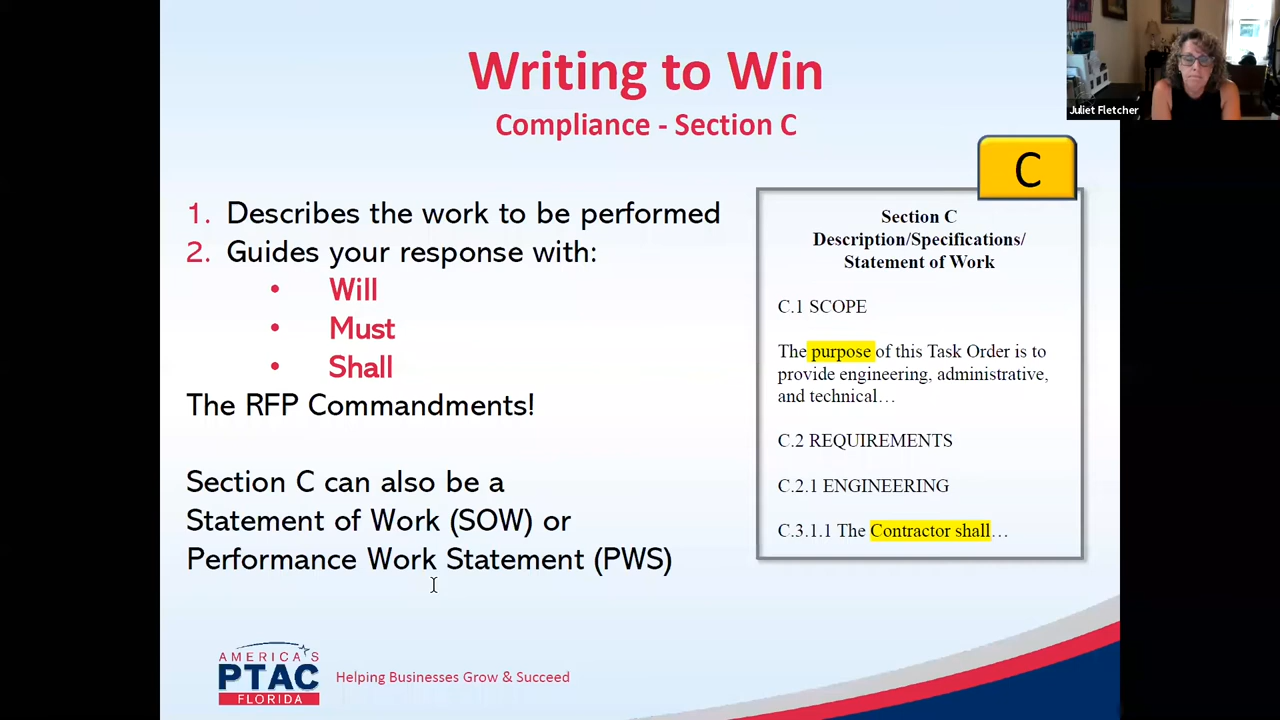 Writing to Win
Compliance - Section C
Juliet Fletcher
1. Describes the work to be performed
2. Guides your response with:
• Will
• Must
• Shall
The RFP Commandments!
Section C can also be a
Statement of Work (SOW) or
Performance Work Statement (PWS)
C
Section C
Description/Specifications/
Statement of Work
C.1 SCOPE
The purpose of this Task Order is to
provide engineering, administrative,
and technical…
C.2 REQUIREMENTS
C.2.1 ENGINEERING
C.3.1.1 The Contractor shall…
AMERICA'S
PTAC
FLORIDA
Helping Businesses Grow & Succeed